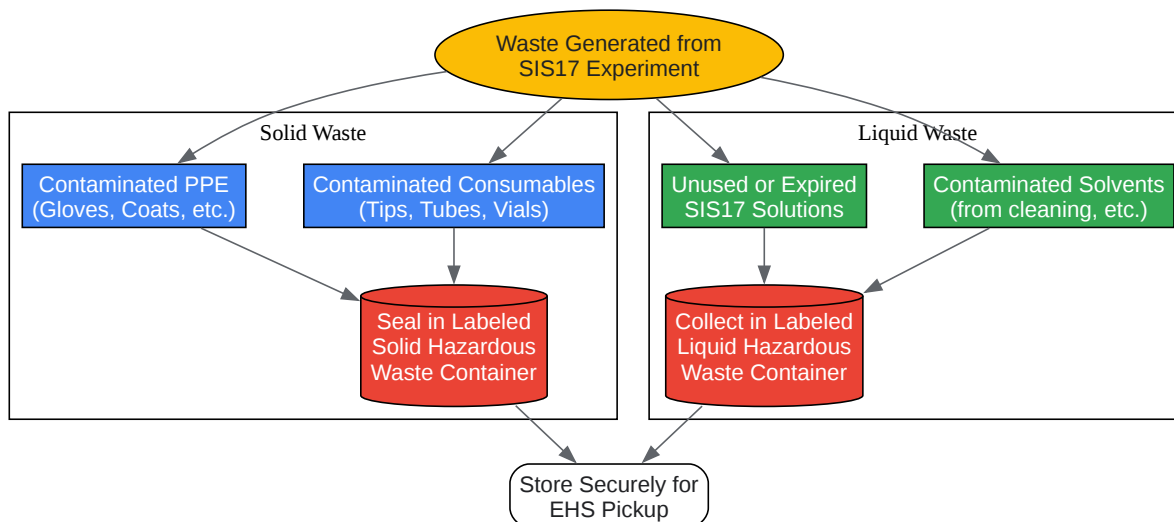 Waste Generated from
SIS17 Experiment
Solid Waste
Liquid Waste
Contaminated PPE
(Gloves, Coats, etc.)
Contaminated Consumables
(Tips, Tubes, Vials)
Unused or Expired
SIS17 Solutions
Contaminated Solvents
(from cleaning, etc.)
Seal in Labeled
Solid Hazardous
Waste Container
Collect in Labeled
Liquid Hazardous
Waste Container
Store Securely for
EHS Pickup